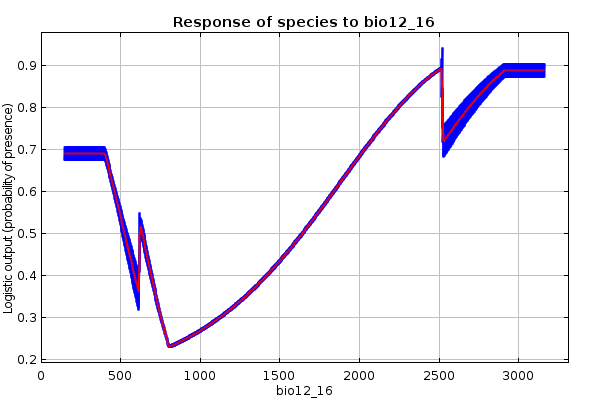 Response of species to bio12_16
Logistic output (probability of presence)
0.9
0.8
0.7
0.6
0.5
0.4
0.3
0.2
0 500 1000 1500 2000 2500 3000
bio12_16